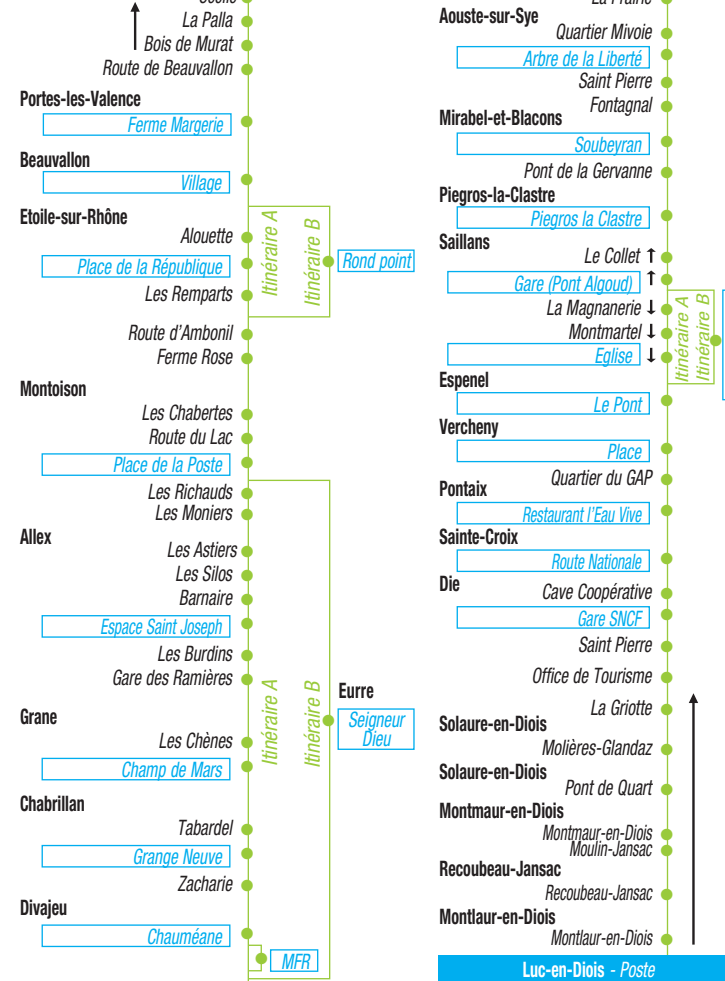 La Palla
Bois de Murat
Route de Beauvallon
Portes-les-Valence
Ferme Margerie
Beauvallon
Village
Etoile-sur-Rhône
Alouette
Place de la République
Les Remparts
Itinéraire A
Itinéraire B
Rond point
Route d'Ambonil
Ferme Rose
Montoison
Les Chabertes
Route du Lac
Place de la Poste
Les Richauds
Les Moniers
Allex
Les Astiers
Les Silos
Barnaire
Espace Saint Joseph
Les Burdins
Gare des Ramières
Itinéraire A
Itinéraire B
Eurre
Seigneur
Dieu
Grane
Les Chènes
Champ de Mars
Chabrillan
Tabardel
Grange Neuve
Zacharie
Divajeu
Chauméane
MFR
La Prairie
Aouste-sur-Sye
Quartier Mivoie
Arbre de la Liberté
Saint Pierre
Fontagnal
Mirabel-et-Blacons
Soubeyran
Pont de la Gervanne
Piegros-la-Clastre
Piegros la Clastre
Saillans
Le Collet ↑
Gare (Pont Algoud) ↑
La Magnanerie ↓
Montmartel ↓
Eglise ↓
Itinéraire A
Itinéraire B
Espenel
Le Pont
Vercheny
Place
Quartier du GAP
Pontaix
Restaurant l'Eau Vive
Sainte-Croix
Route Nationale
Die
Cave Coopérative
Gare SNCF
Saint Pierre
Office de Tourisme
La Griotte
Solaure-en-Diois
Molières-Glandaz
Solaure-en-Diois
Pont de Quart
Montmaur-en-Diois
Montmaur-en-Diois
Moulin-Jansac
Recoubeau-Jansac
Recoubeau-Jansac
Montlaur-en-Diois
Montlaur-en-Diois
Luc-en-Diois - Poste